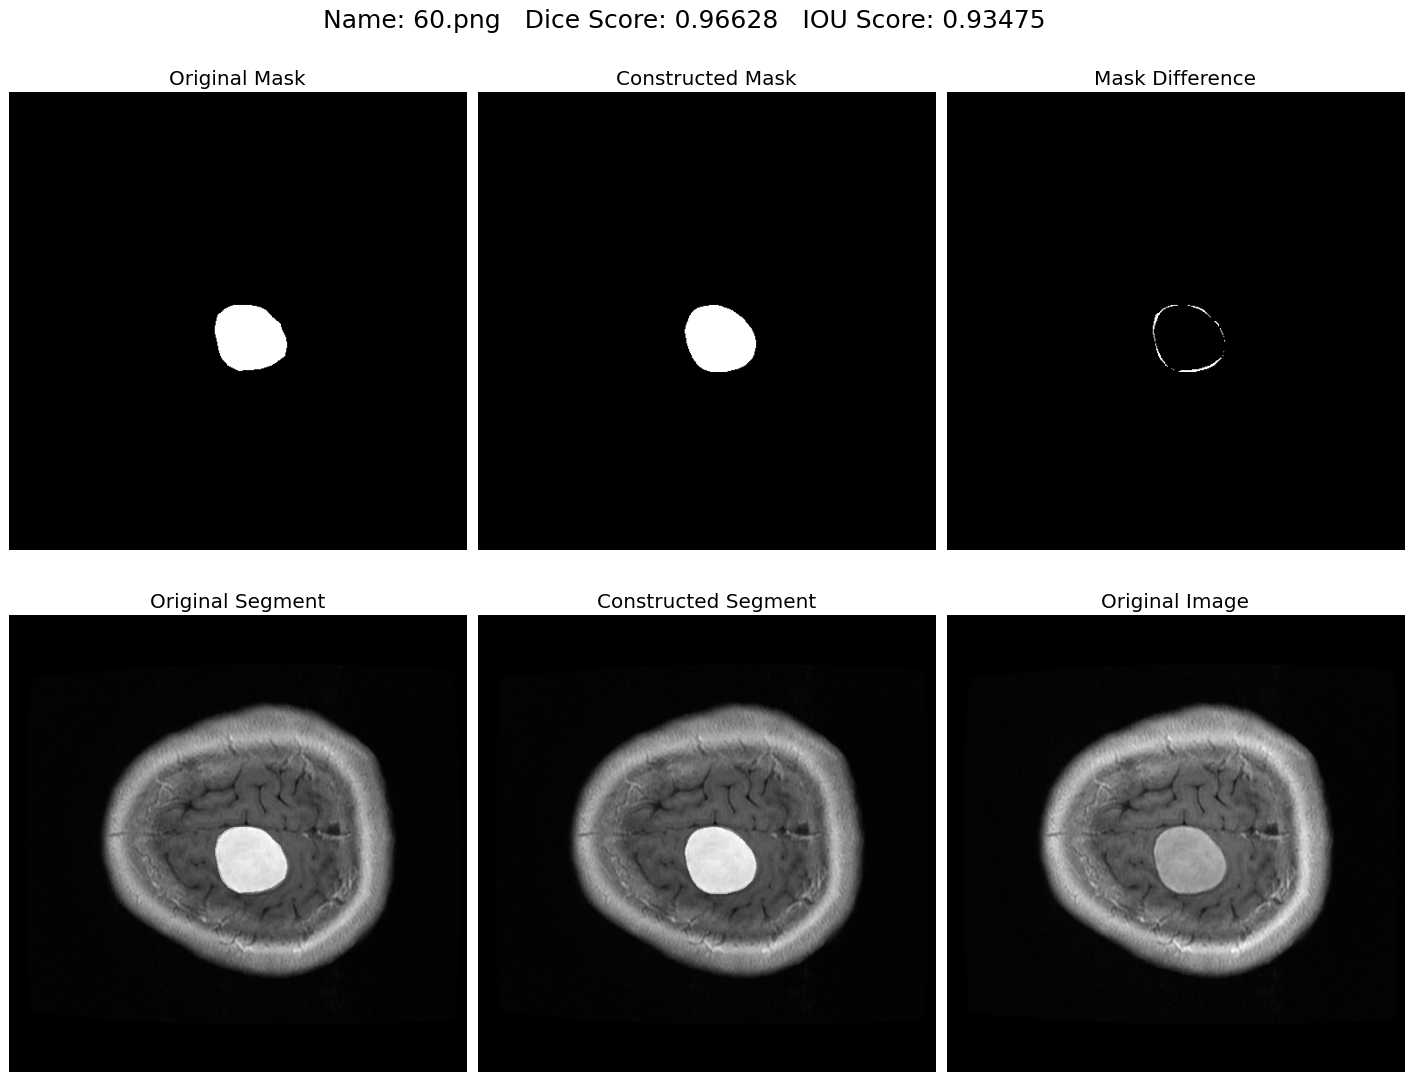 Name: 60.png   Dice Score: 0.96628   IOU Score: 0.93475
Original Mask
Constructed Mask
Mask Difference
Original Segment
Constructed Segment
Original Image